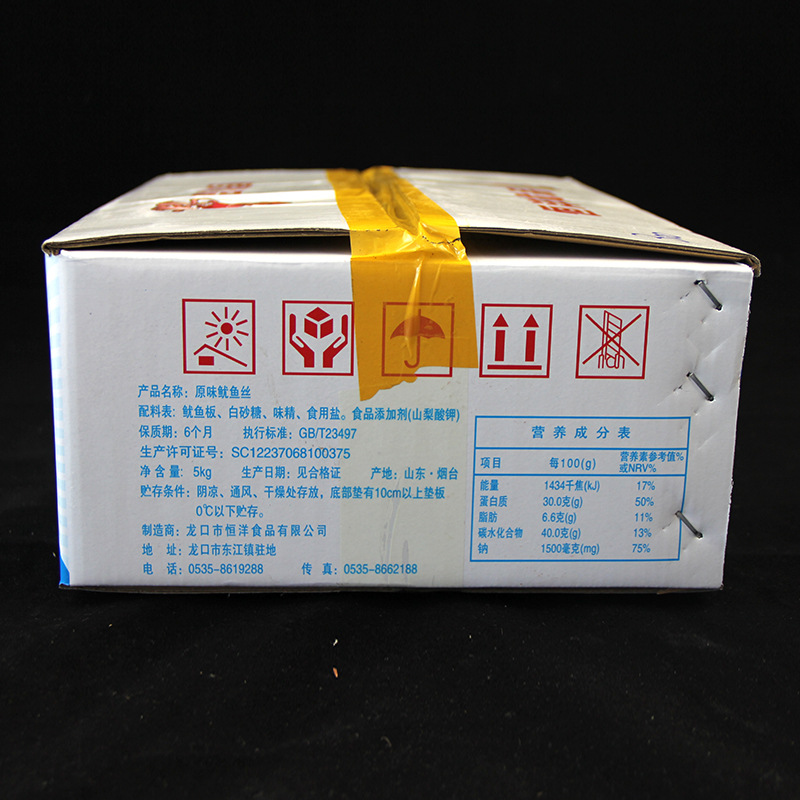 产品名称：原味鱿鱼丝
配料表：鱿鱼板、白砂糖、味精、食用盐。食品添加剂(山梨酸钾)
保质期：6个月 执行标准：GB/T23497
生产许可证号：SC12237068100375
净含量：5kg 生产日期：见合格证 产地：山东·烟台
贮存条件：阴凉、通风、干燥处存放，底部垫有10cm以上垫板
0℃以下贮存。
制造商：龙口市恒洋食品有限公司
地 址：龙口市东江镇驻地
电 话：0535-8619288 传 真：0535-8662188
营养成分表
项目 每100(g) 营养素参考值%或NRV%
能量 1434千焦(kJ) 17%
蛋白质 30.0克(g) 50%
脂肪 6.6克(g) 11%
碳水化合物 40.0克(g) 13%
钠 1500毫克(mg) 75%